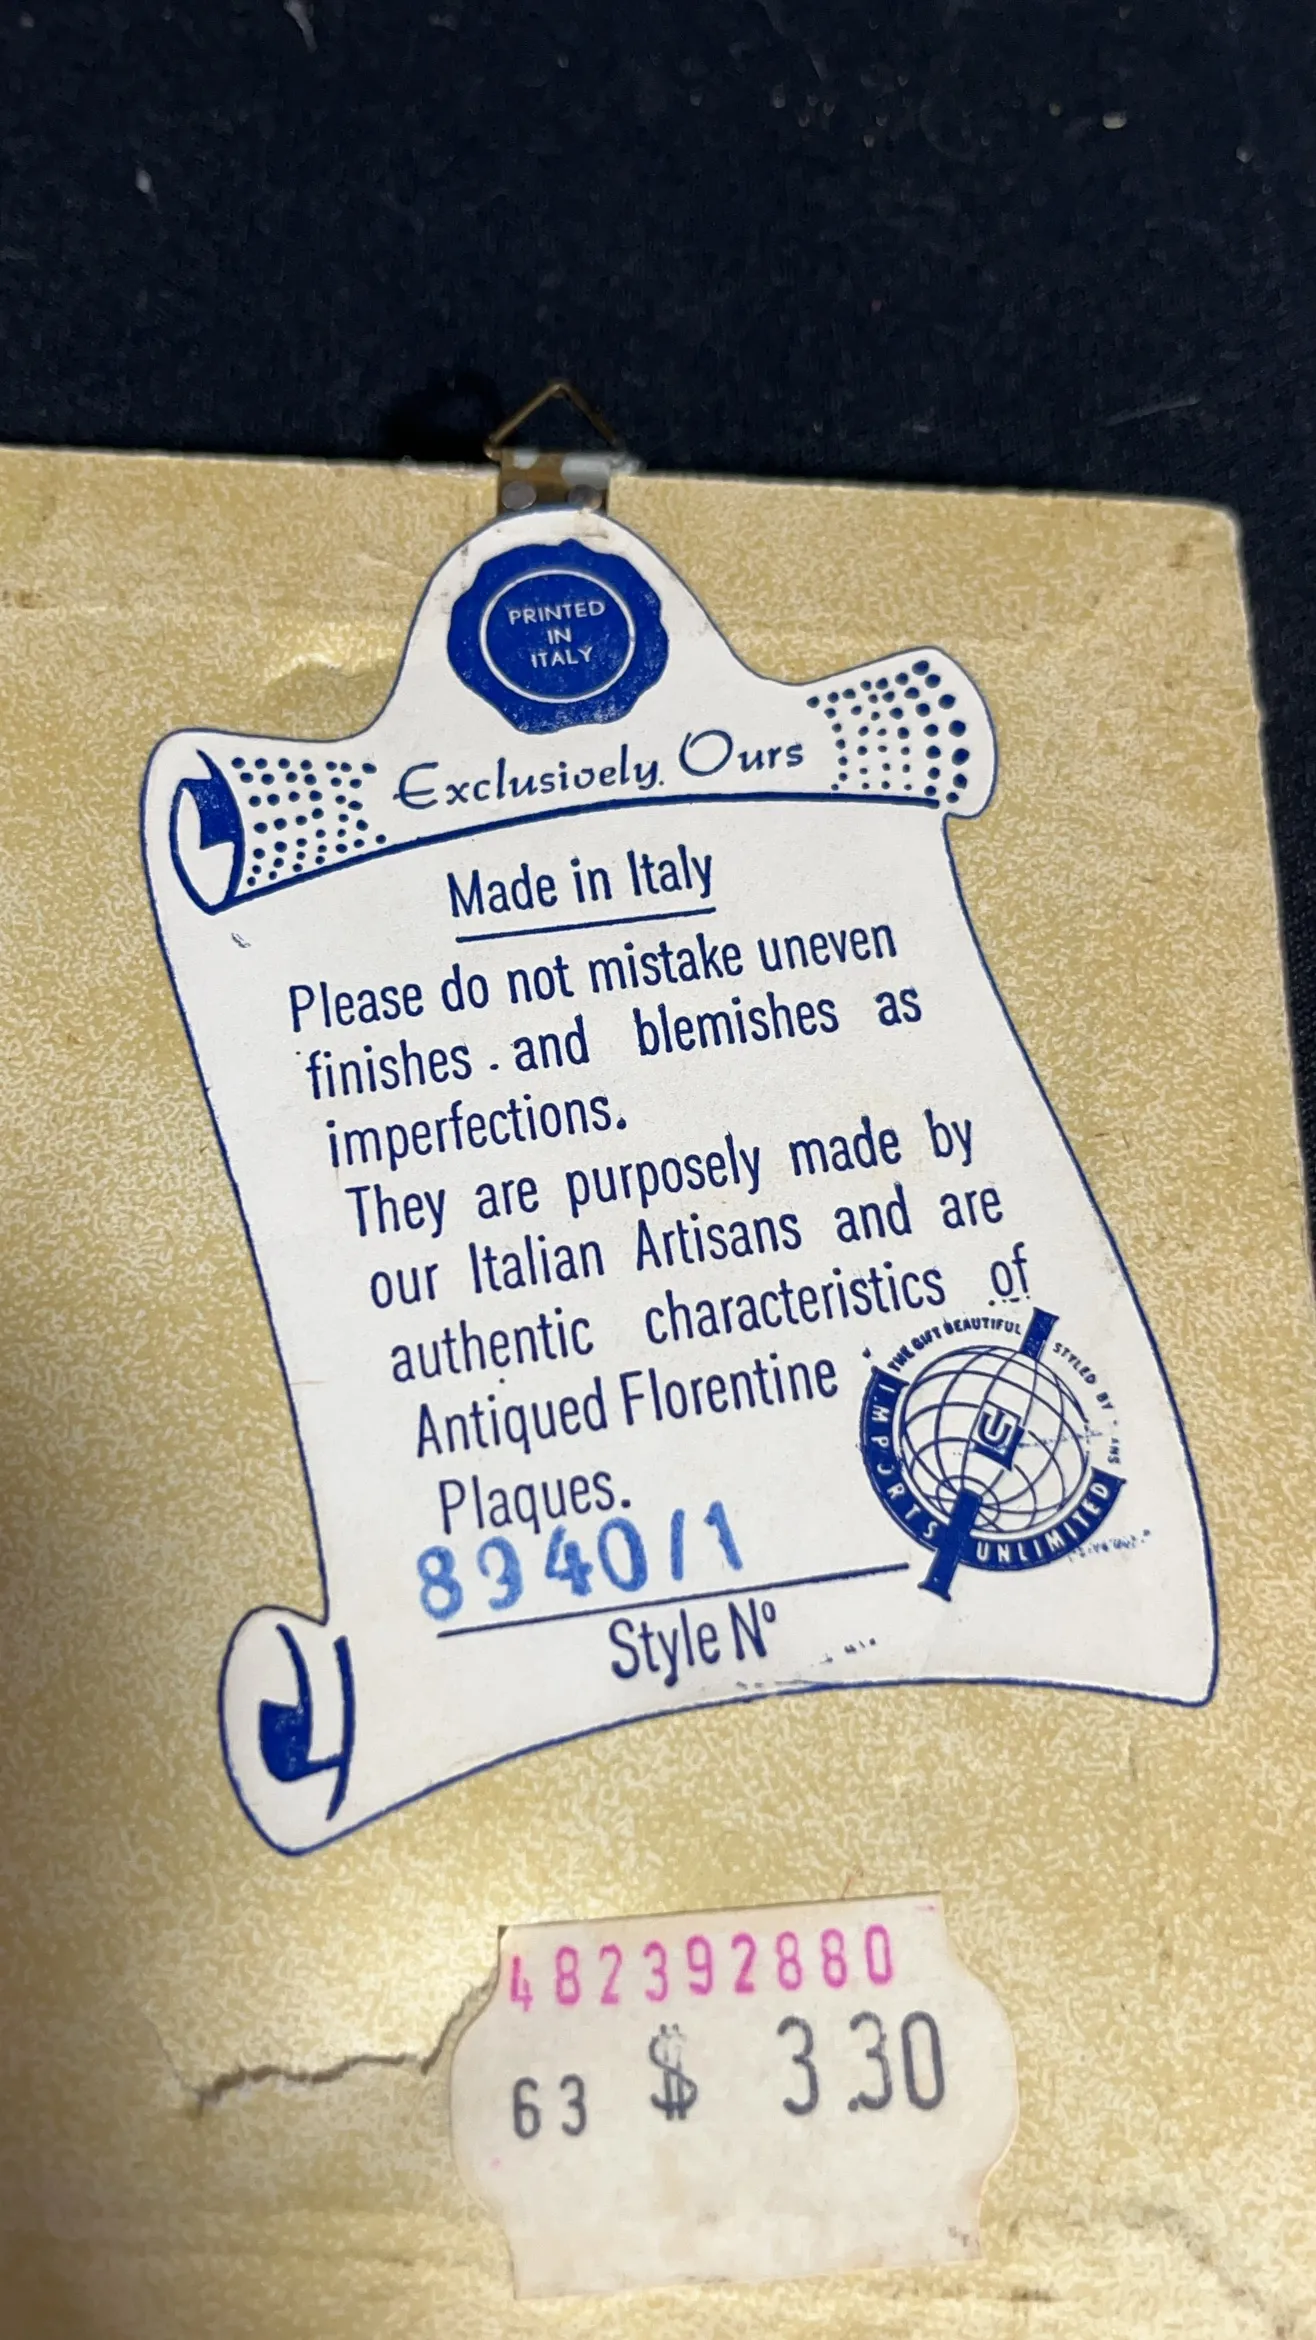 PRINTED
IN
ITALY
Exclusively Ours
Made in Italy
Please do not mistake uneven
finishes and blemishes as
imperfections.
They are purposely made by
our Italian Artisans and are
authentic characteristics of
Antiqued Florentine
Plaques.
THE GIFT BEAUTIFUL
STYLED BY
IMPORTS UNLIMITED
8940/1
Style Nº
482392880
63 $ 3.30